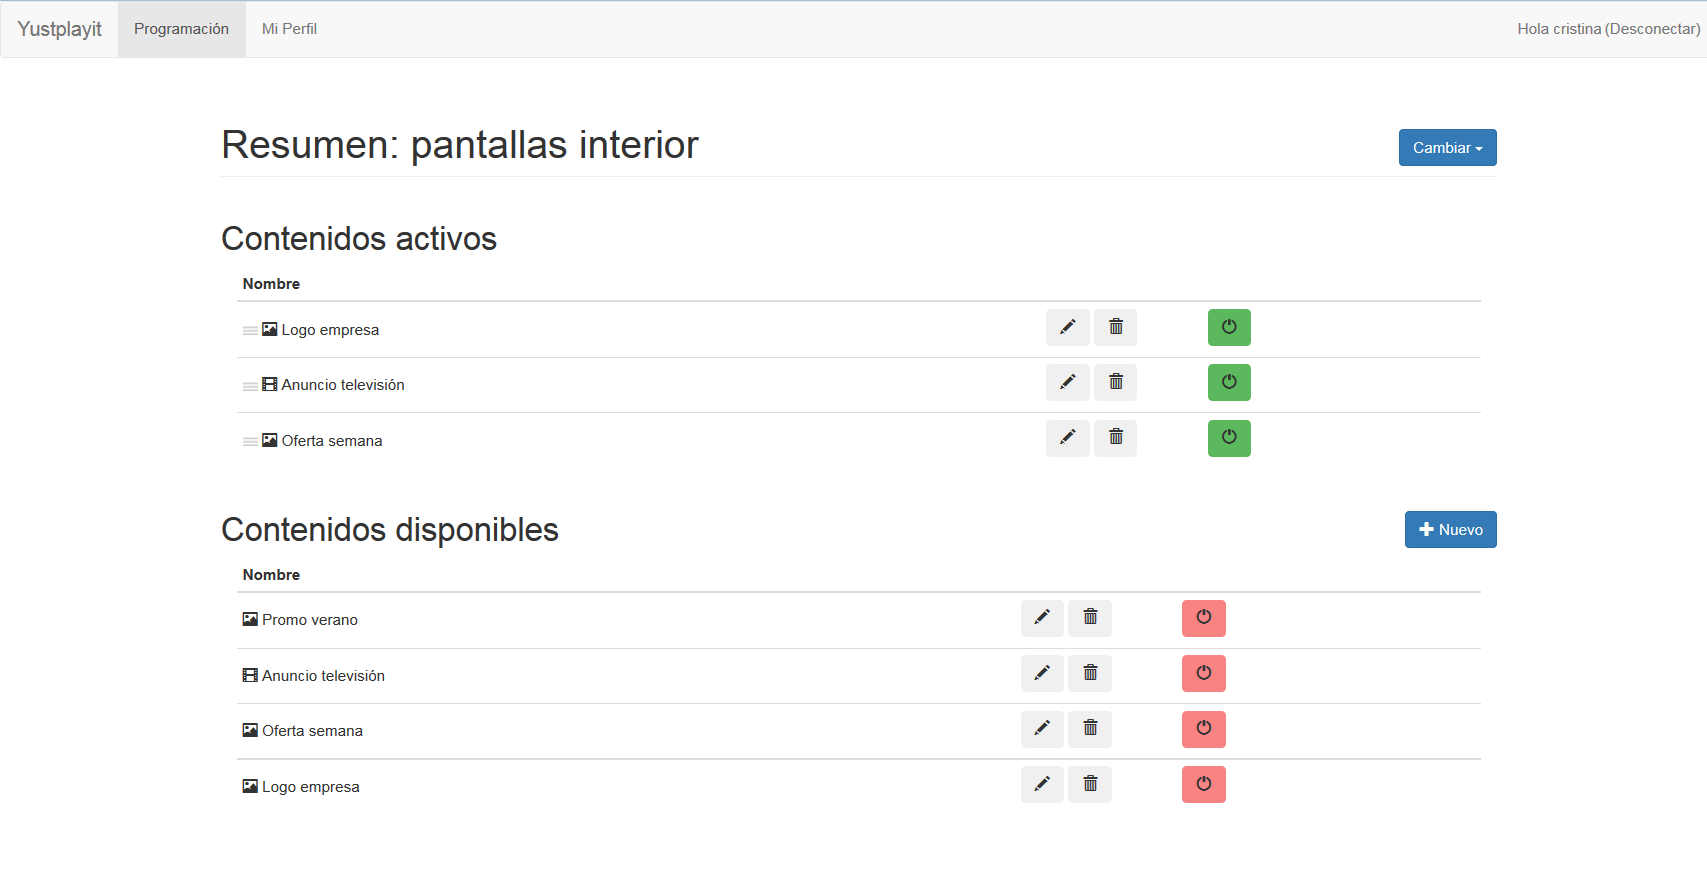 Yustplayit Programación Mi Perfil Hola cristina (Desconectar)
Resumen: pantallas interior Cambiar
Contenidos activos
Nombre
Logo empresa
Anuncio televisión
Oferta semana
Contenidos disponibles Nuevo
Nombre
Promo verano
Anuncio televisión
Oferta semana
Logo empresa